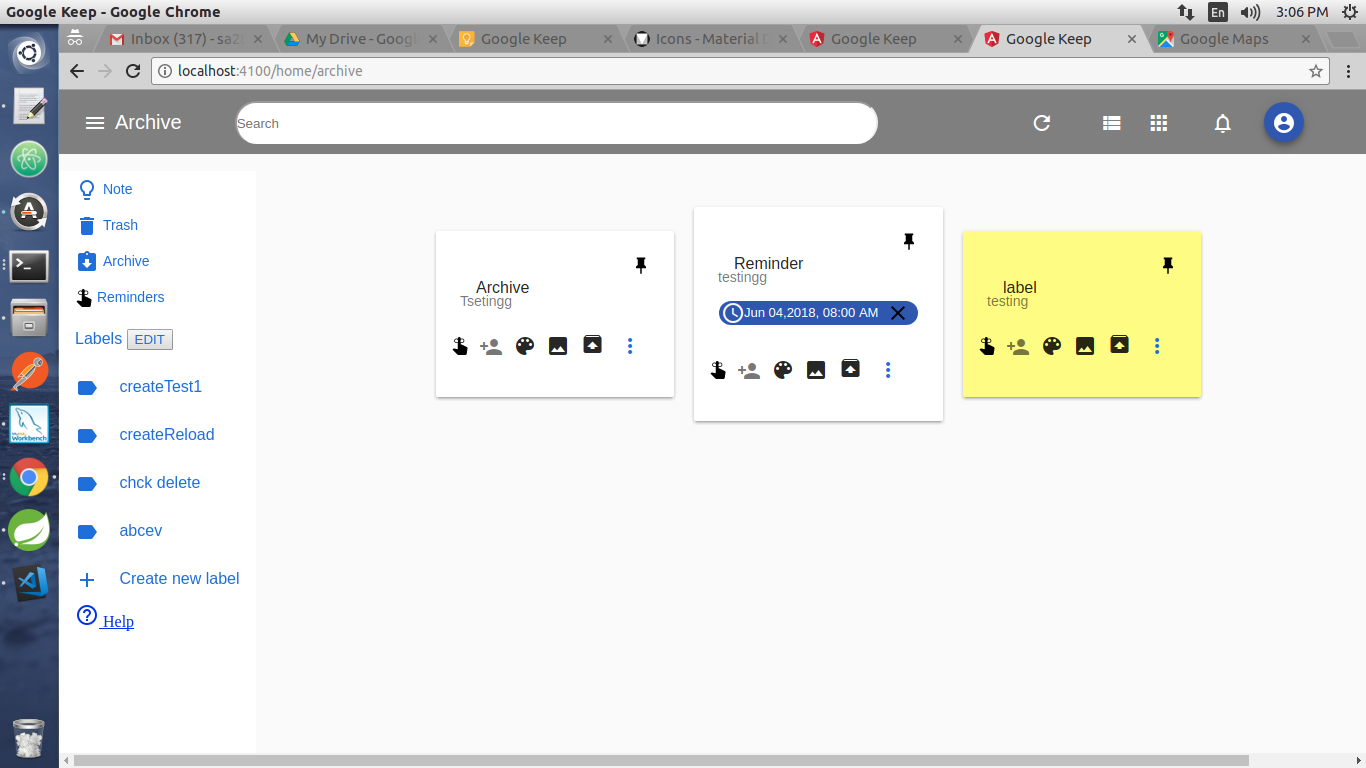 Google Keep - Google Chrome
En
3:06 PM
Inbox (317) - sa2
My Drive - Goog
Google Keep
Icons - Material D
Google Keep
Google Keep
Google Maps
localhost:4100/home/archive
Archive
Search
Note
Trash
Archive
Reminders
Labels EDIT
createTest1
createReload
chck delete
abcev
Create new label
Help
Archive
Tsetingg
Reminder
testingg
Jun 04,2018, 08:00 AM
label
testing
Workbench